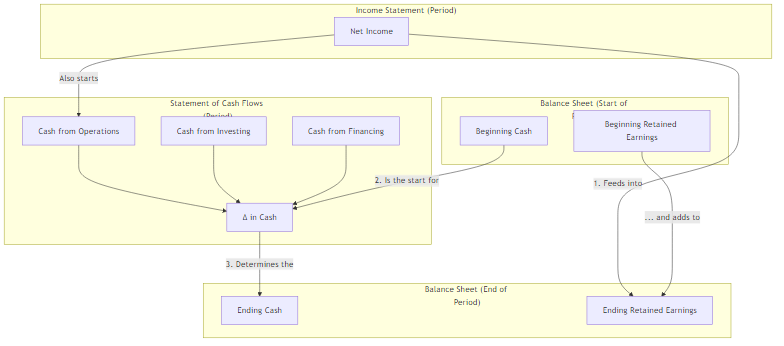 Income Statement (Period)
Net Income
Also starts
Statement of Cash Flows
(Period)
Balance Sheet (Start of
Cash from Operations
Cash from Investing
Cash from Financing
Beginning Cash
Beginning Retained
Earnings
2. Is the start for
1. Feeds into
Δ in Cash
... and adds to
3. Determines the
Balance Sheet (End of
Period)
Ending Cash
Ending Retained Earnings